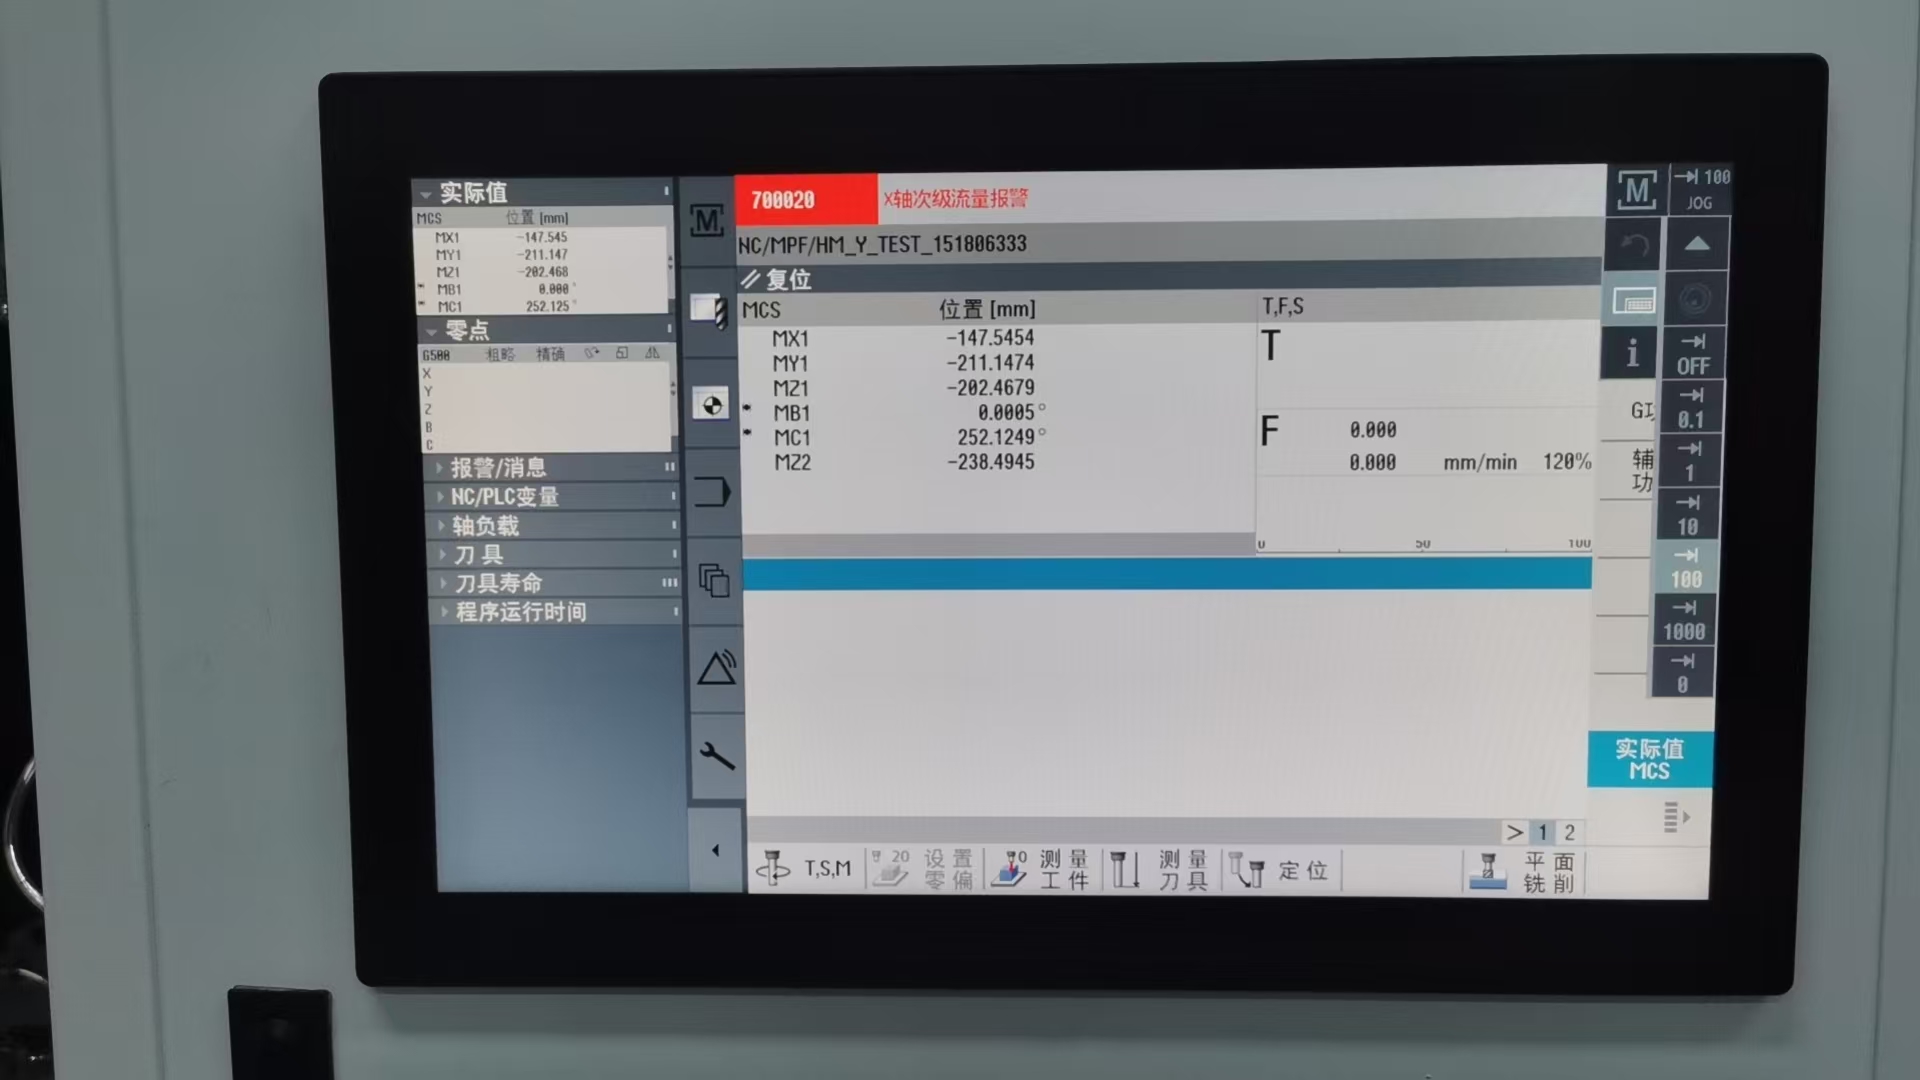 实际值
MCS 位置 [mm]
MX1 -147.545
MY1 -211.147
MZ1 -202.468
MB1 0.000 °
MC1 252.125 °
零点
G500 粗略 精确
X
Y
Z
B
C
报警/消息
NC/PLC变量
轴负载
刀具
刀具寿命
程序运行时间
M
700020 X轴次级流量报警
NC/MPF/HM_Y_TEST_151806333
// 复位
MCS 位置 [mm]
MX1 -147.5454
MY1 -211.1474
MZ1 -202.4679
MB1 0.0005 °
MC1 252.1249 °
MZ2 -238.4945
T,F,S
T
F 0.000
0.000 mm/min 120%
0 50 100
> 1 2
T,S,M
20 设置零偏
0 测量工件
测量刀具
定位
平面铣削
M
100
JOG
i
G功
辅
功
OFF
0.1
1
10
100
1000
0
实际值
MCS